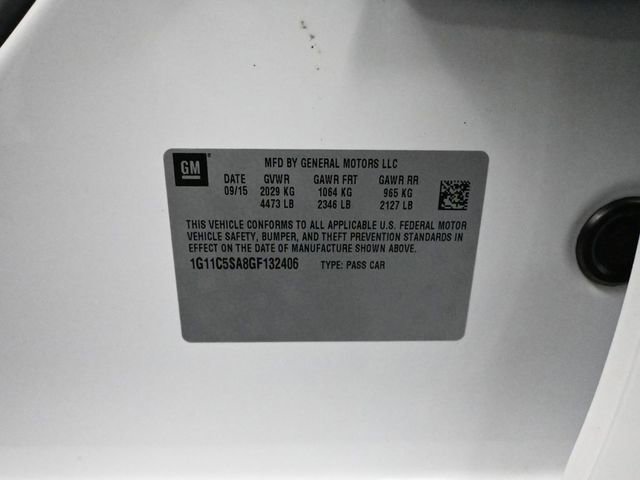 GM
MFD BY GENERAL MOTORS LLC
DATE GVWR GAWR FRT GAWR RR
09/15 2029 KG 1064 KG 965 KG
4473 LB 2346 LB 2127 LB
THIS VEHICLE CONFORMS TO ALL APPLICABLE U.S. FEDERAL MOTOR
VEHICLE SAFETY, BUMPER, AND THEFT PREVENTION STANDARDS IN
EFFECT ON THE DATE OF MANUFACTURE SHOWN ABOVE.
1G11C5SA8GF132406 TYPE: PASS CAR